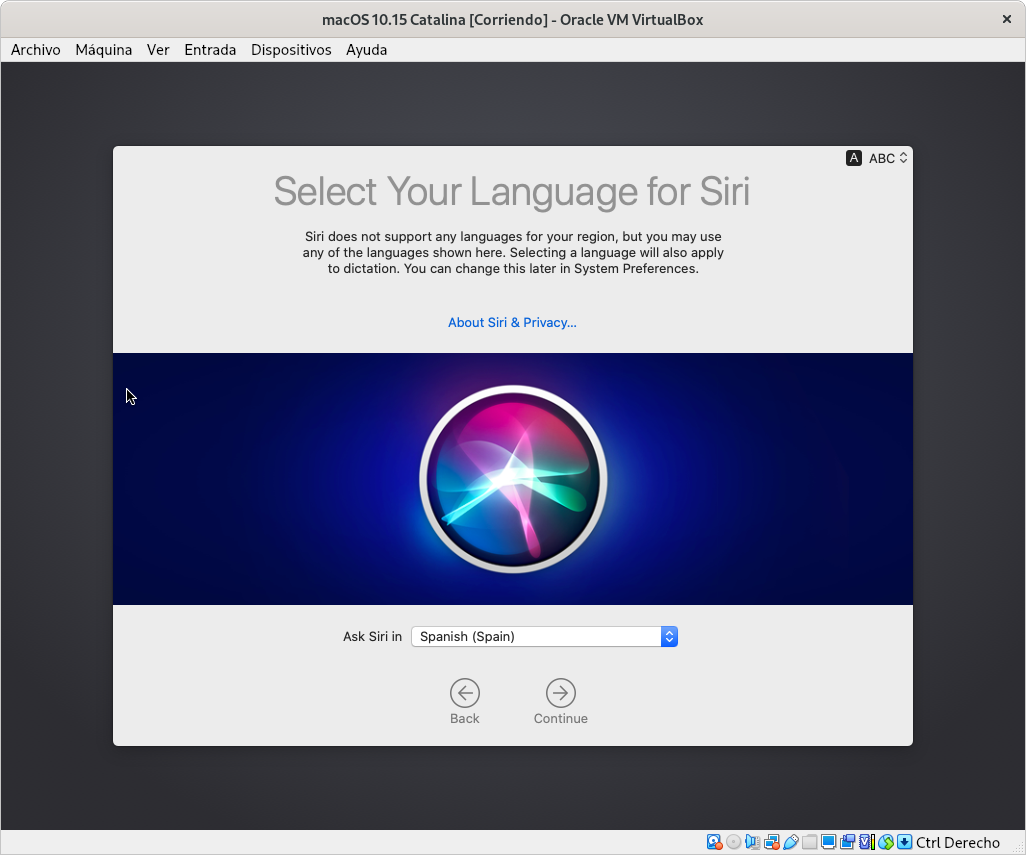 macOS 10.15 Catalina [Corriendo] - Oracle VM VirtualBox
Archivo Máquina Ver Entrada Dispositivos Ayuda
A ABC
Select Your Language for Siri
Siri does not support any languages for your region, but you may use
any of the languages shown here. Selecting a language will also apply
to dictation. You can change this later in System Preferences.
About Siri & Privacy...
Ask Siri in Spanish (Spain)
Back Continue
Ctrl Derecho